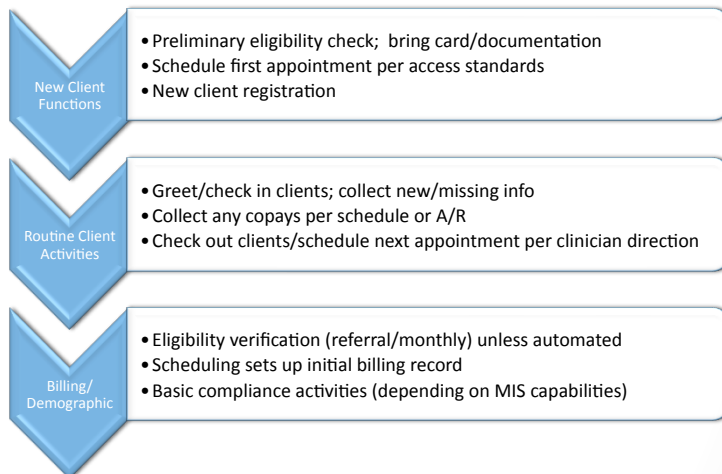 New Client
Functions
•Preliminary eligibility check;  bring card/documentation
•Schedule first appointment per access standards
•New client registration
Routine Client
Activities
•Greet/check in clients; collect new/missing info
•Collect any copays per schedule or A/R
•Check out clients/schedule next appointment per clinician direction
Billing/
Demographic
•Eligibility verification (referral/monthly) unless automated
•Scheduling sets up initial billing record
•Basic compliance activities (depending on MIS capabilities)